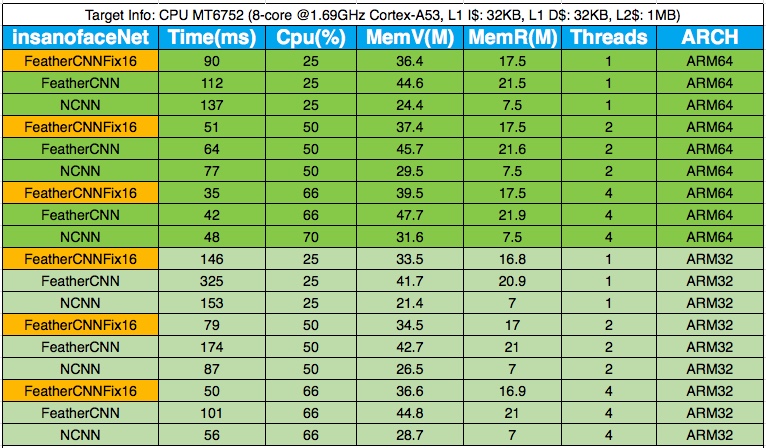 Target Info: CPU MT6752 (8-core @1.69GHz Cortex-A53, L1 I$: 32KB, L1 D$: 32KB, L2$: 1MB)
insanofaceNet Time(ms) Cpu(%) MemV(M) MemR(M) Threads ARCH
FeatherCNNFix16 90 25 36.4 17.5 1 ARM64
FeatherCNN 112 25 44.6 21.5 1 ARM64
NCNN 137 25 24.4 7.5 1 ARM64
FeatherCNNFix16 51 50 37.4 17.5 2 ARM64
FeatherCNN 64 50 45.7 21.6 2 ARM64
NCNN 77 50 29.5 7.5 2 ARM64
FeatherCNNFix16 35 66 39.5 17.5 4 ARM64
FeatherCNN 42 66 47.7 21.9 4 ARM64
NCNN 48 70 31.6 7.5 4 ARM64
FeatherCNNFix16 146 25 33.5 16.8 1 ARM32
FeatherCNN 325 25 41.7 20.9 1 ARM32
NCNN 153 25 21.4 7 1 ARM32
FeatherCNNFix16 79 50 34.5 17 2 ARM32
FeatherCNN 174 50 42.7 21 2 ARM32
NCNN 87 50 26.5 7 2 ARM32
FeatherCNNFix16 50 66 36.6 16.9 4 ARM32
FeatherCNN 101 66 44.8 21 4 ARM32
NCNN 56 66 28.7 7 4 ARM32